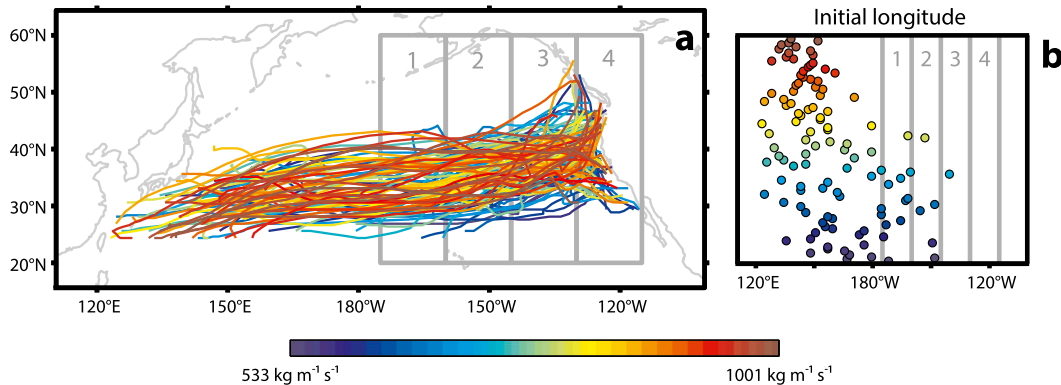 Initial longitude
60°N
50°N
40°N
30°N
20°N
a
1 2 3 4
b
1 2 3 4
120°E 150°E 180°W 150°W 120°W
120°E 180°W 120°W
533 kg m⁻¹ s⁻¹ 1001 kg m⁻¹ s⁻¹